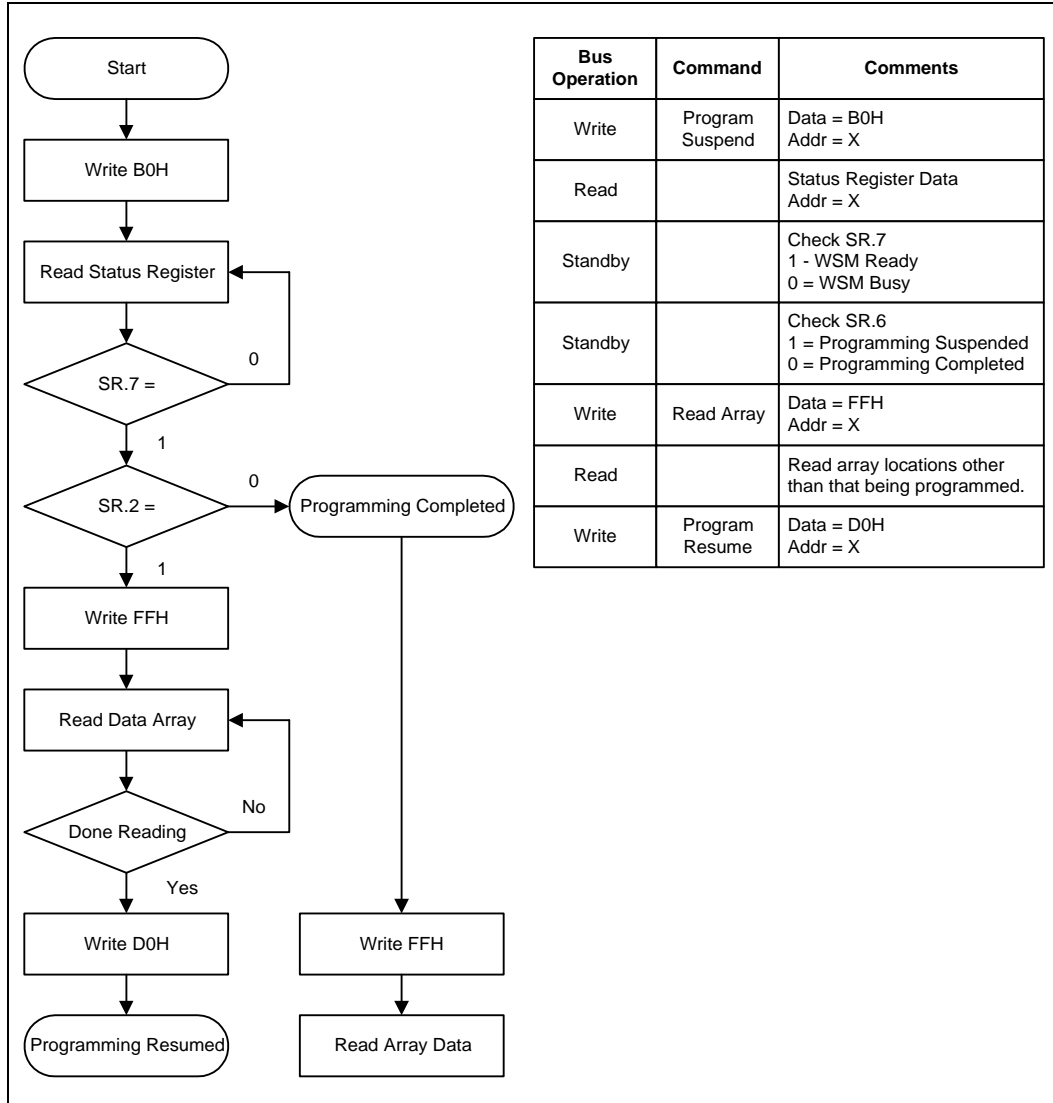 Start
Write B0H
Read Status Register
0
SR.7 =
1
0
SR.2 =
Programming Completed
1
Write FFH
Read Data Array
No
Done Reading
Yes
Write D0H
Write FFH
Programming Resumed
Read Array Data
Bus
Operation
Command
Comments
Write
Program
Suspend
Data = B0H
Addr = X
Read
Status Register Data
Addr = X
Standby
Check SR.7
1 - WSM Ready
0 = WSM Busy
Standby
Check SR.6
1 = Programming Suspended
0 = Programming Completed
Write
Read Array
Data = FFH
Addr = X
Read
Read array locations other
than that being programmed.
Write
Program
Resume
Data = D0H
Addr = X